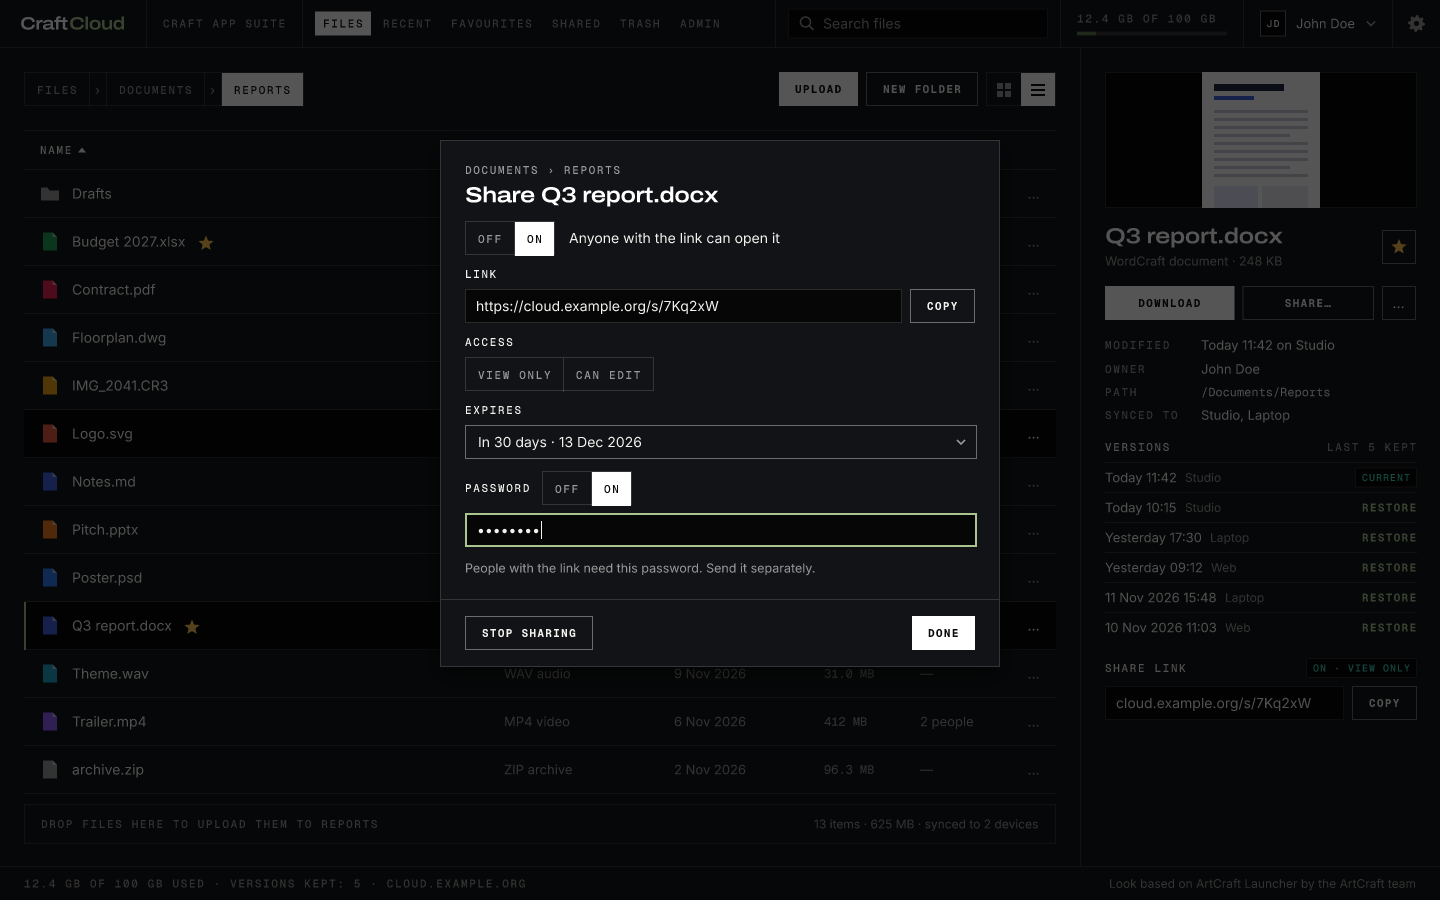 CraftCloud
CRAFT APP SUITE
FILES RECENT FAVOURITES SHARED TRASH ADMIN
Search files
12.4 GB OF 100 GB
JD John Doe
FILES › DOCUMENTS › REPORTS
UPLOAD NEW FOLDER
NAME
Drafts ...
Budget 2027.xlsx ...
Contract.pdf ...
Floorplan.dwg ...
IMG_2041.CR3 ...
Logo.svg ...
Notes.md ...
Pitch.pptx ...
Poster.psd ...
Q3 report.docx ...
Theme.wav WAV audio 9 Nov 2026 31.0 MB — ...
Trailer.mp4 MP4 video 6 Nov 2026 412 MB 2 people ...
archive.zip ZIP archive 2 Nov 2026 96.3 MB — ...
DROP FILES HERE TO UPLOAD THEM TO REPORTS 13 items · 625 MB · synced to 2 devices
DOCUMENTS › REPORTS
Share Q3 report.docx
OFF ON Anyone with the link can open it
LINK
https://cloud.example.org/s/7Kq2xW COPY
ACCESS
VIEW ONLY CAN EDIT
EXPIRES
In 30 days · 13 Dec 2026
PASSWORD OFF ON
••••••••
People with the link need this password. Send it separately.
STOP SHARING DONE
Q3 report.docx
WordCraft document · 248 KB
DOWNLOAD SHARE… ...
MODIFIED Today 11:42 on Studio
OWNER John Doe
PATH /Documents/Reports
SYNCED TO Studio, Laptop
VERSIONS LAST 5 KEPT
Today 11:42 Studio CURRENT
Today 10:15 Studio RESTORE
Yesterday 17:30 Laptop RESTORE
Yesterday 09:12 Web RESTORE
11 Nov 2026 15:48 Laptop RESTORE
10 Nov 2026 11:03 Web RESTORE
SHARE LINK ON · VIEW ONLY
cloud.example.org/s/7Kq2xW COPY
12.4 GB OF 100 GB USED · VERSIONS KEPT: 5 · CLOUD.EXAMPLE.ORG
Look based on ArtCraft Launcher by the ArtCraft team